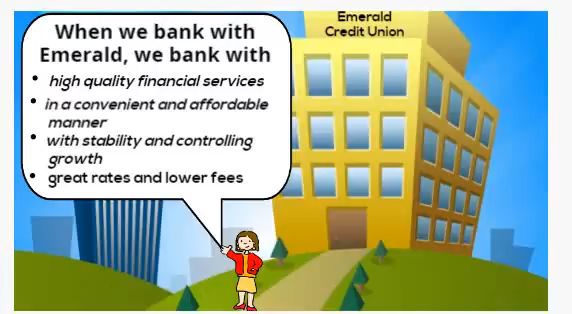 Emerald
Credit Union
When we bank with
Emerald, we bank with
• high quality financial services
• in a convenient and affordable
manner
• with stability and controlling
growth
• great rates and lower fees